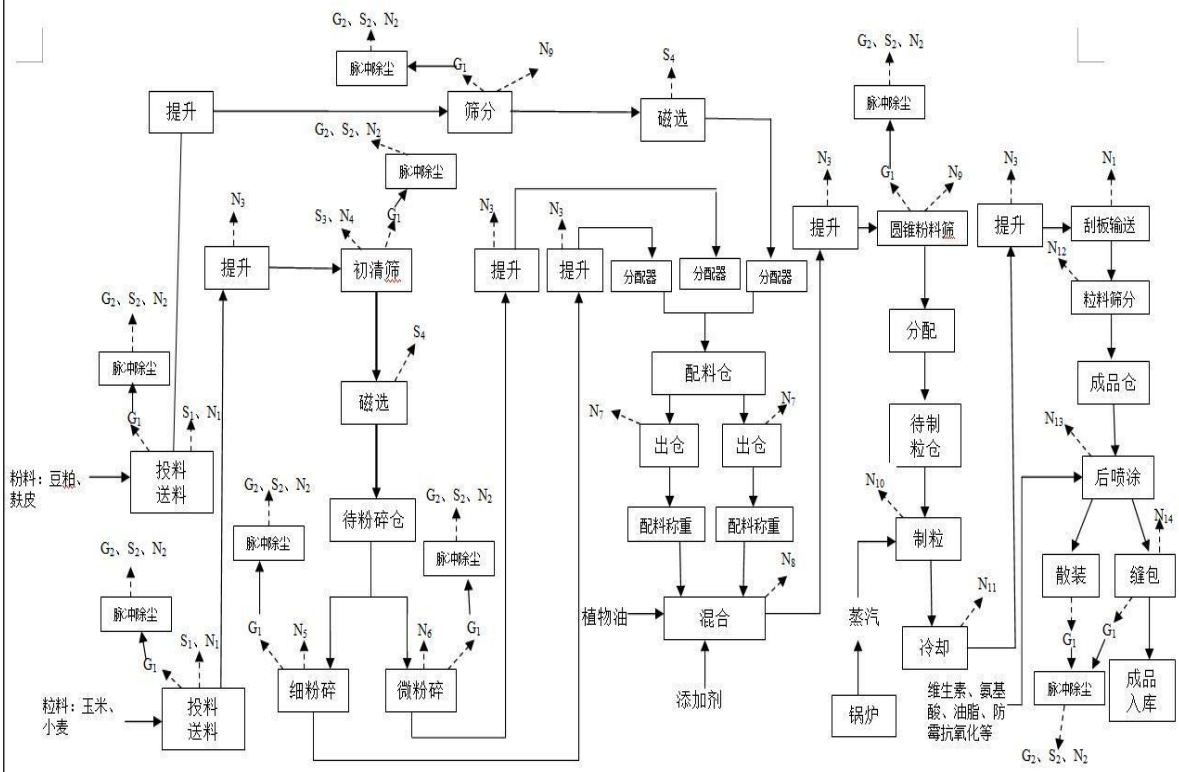 G₂、S₂、N₂
脉冲除尘
G₁
N₉
S₄
提升
筛分
磁选
G₂、S₂、N₂
脉冲除尘
G₁
N₃
S₃、N₄
提升
初清筛
N₃
提升
N₃
提升
分配器
分配器
分配器
G₂、S₂、N₂
脉冲除尘
G₁
N₃
提升
N₉
圆锥粉料筛
N₃
提升
N₁
刮板输送
N₁₂
粒料筛分
G₂、S₂、N₂
脉冲除尘
G₁
S₁、N₁
粉料：豆粕、
麸皮
投料
送料
S₄
磁选
待粉碎仓
配料仓
N₇
出仓
N₇
出仓
配料称重
配料称重
N₈
植物油
混合
添加剂
分配
待制
粒仓
N₁₀
制粒
蒸汽
锅炉
N₁₁
冷却
成品仓
N₁₃
后喷涂
N₁₄
散装
缝包
G₁
G₁
脉冲除尘
成品
入库
G₂、S₂、N₂
维生素、氨基
酸、油脂、防
霉抗氧化等
G₂、S₂、N₂
脉冲除尘
G₁
S₁、N₁
粒料：玉米、
小麦
投料
送料
G₂、S₂、N₂
脉冲除尘
G₁
N₅
细粉碎
G₂、S₂、N₂
脉冲除尘
N₆
G₁
微粉碎